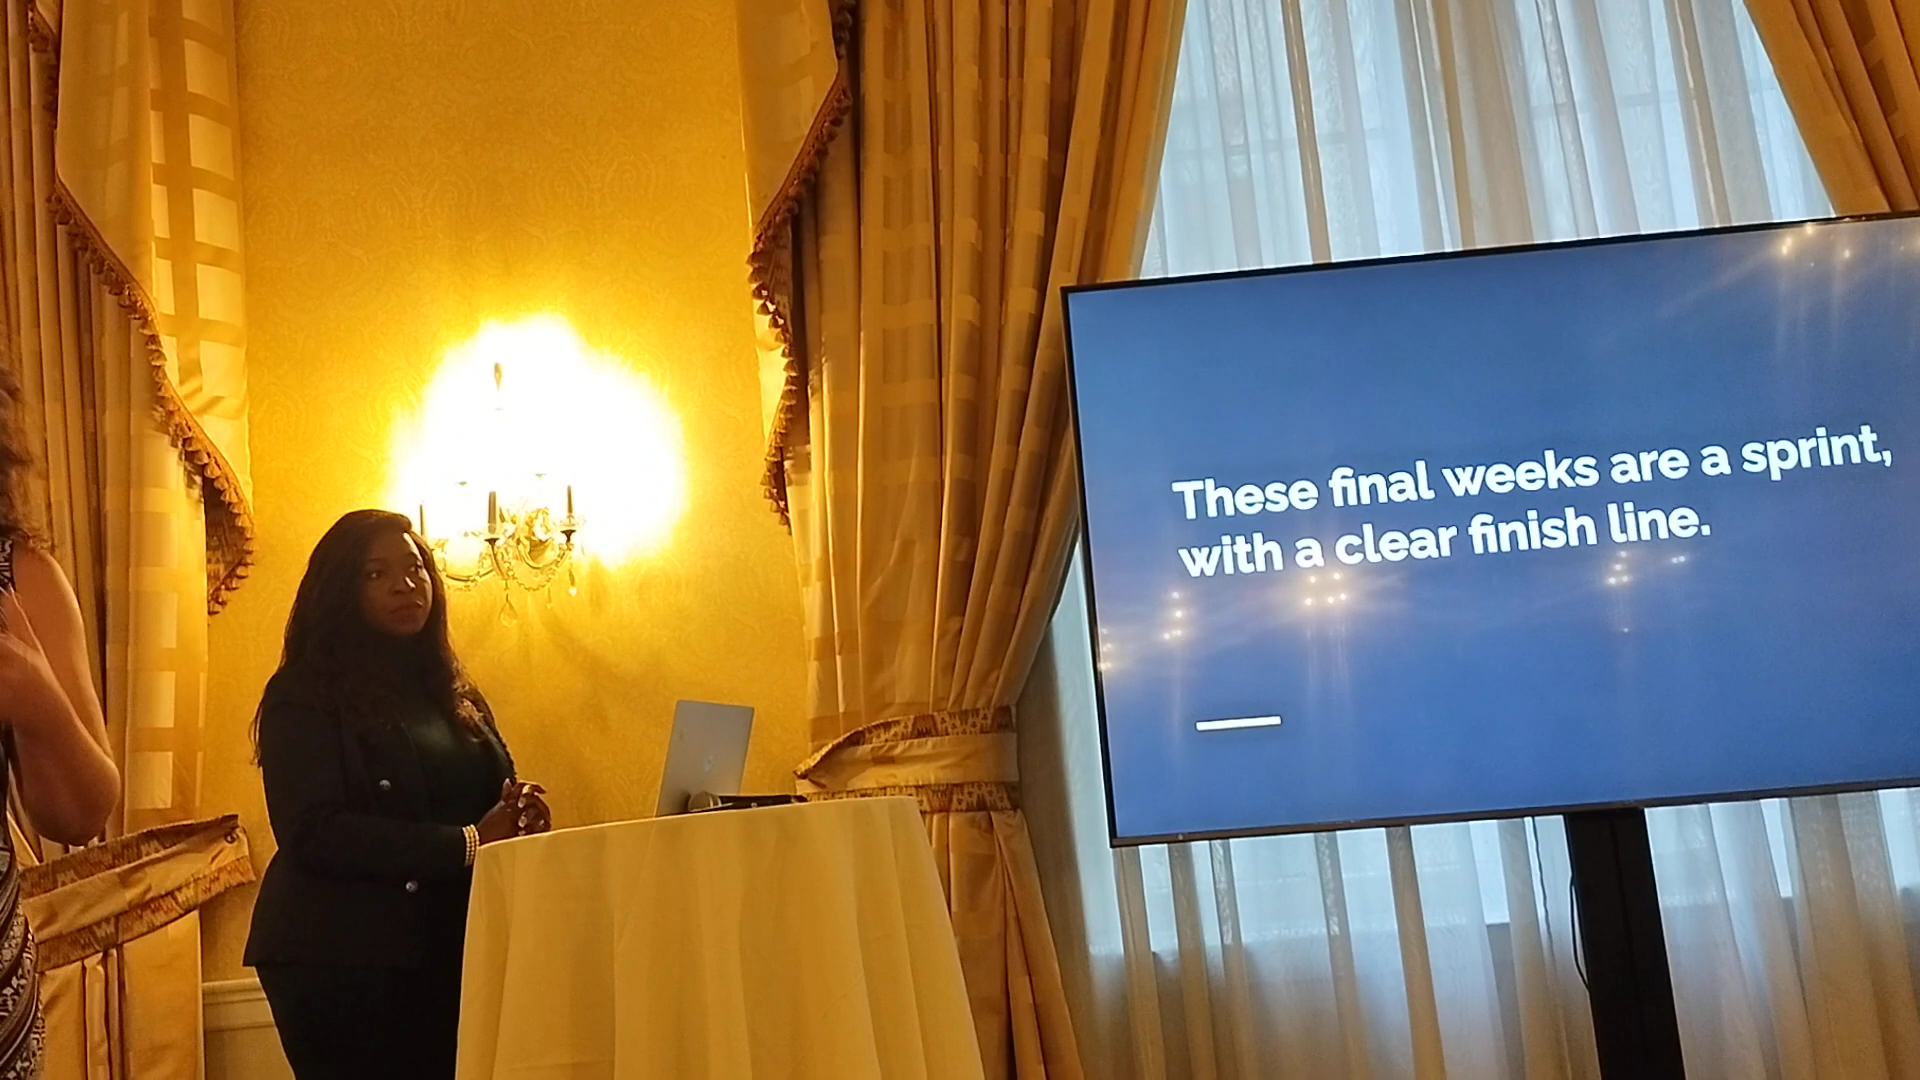 These final weeks are a sprint,
with a clear finish line.